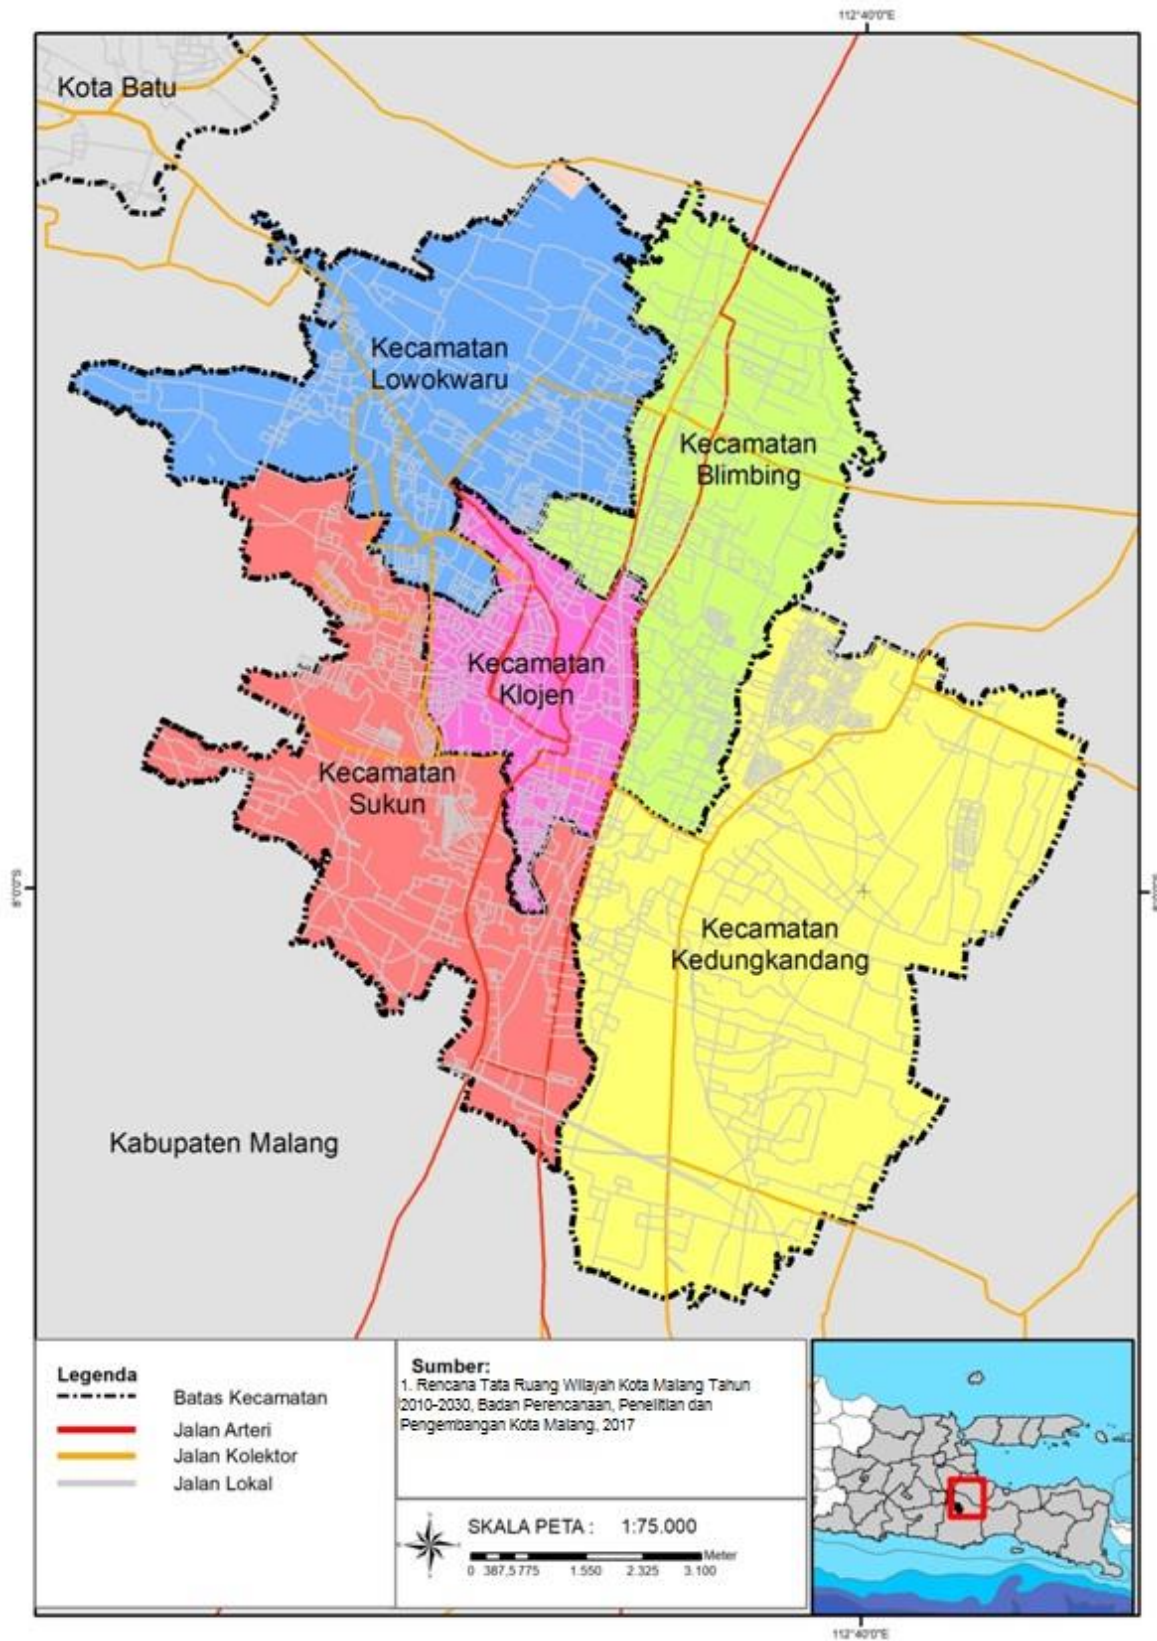 112°40'0"E
Kota Batu
Kecamatan
Lowokwaru
Kecamatan
Blimbing
Kecamatan
Klojen
Kecamatan
Sukun
8°0'0"S
Kecamatan
Kedungkandang
Kabupaten Malang
Legenda
Batas Kecamatan
Jalan Arteri
Jalan Kolektor
Jalan Lokal
Sumber:
1. Rencana Tata Ruang Wilayah Kota Malang Tahun
2010-2030, Badan Perencanaan, Penelitian dan
Pengembangan Kota Malang, 2017
SKALA PETA : 1:75.000
Meter
0 387,5 775 1.550 2.325 3.100
112°40'0"E